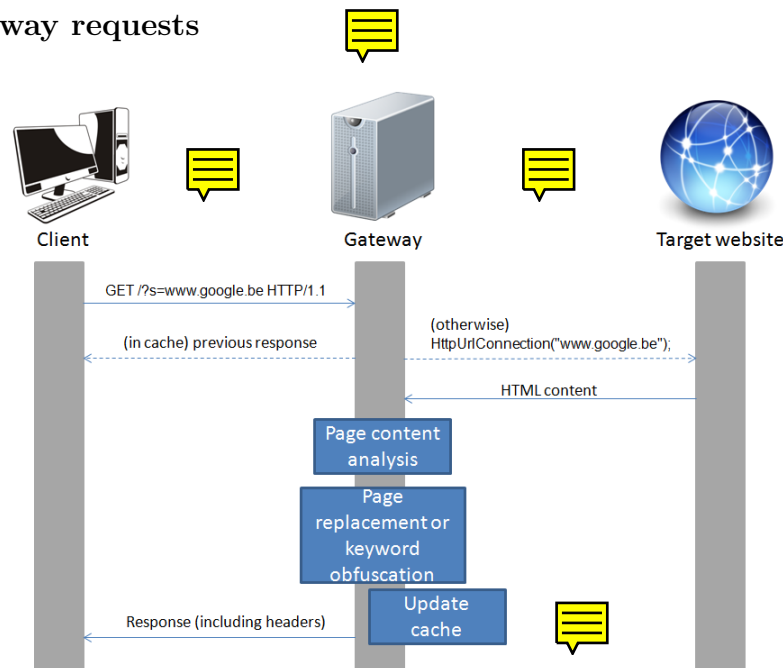 way requests
Client
Gateway
Target website
GET /?s=www.google.be HTTP/1.1
(in cache) previous response
(otherwise)
HttpUrlConnection("www.google.be");
HTML content
Page content
analysis
Page
replacement or
keyword
obfuscation
Update
cache
Response (including headers)